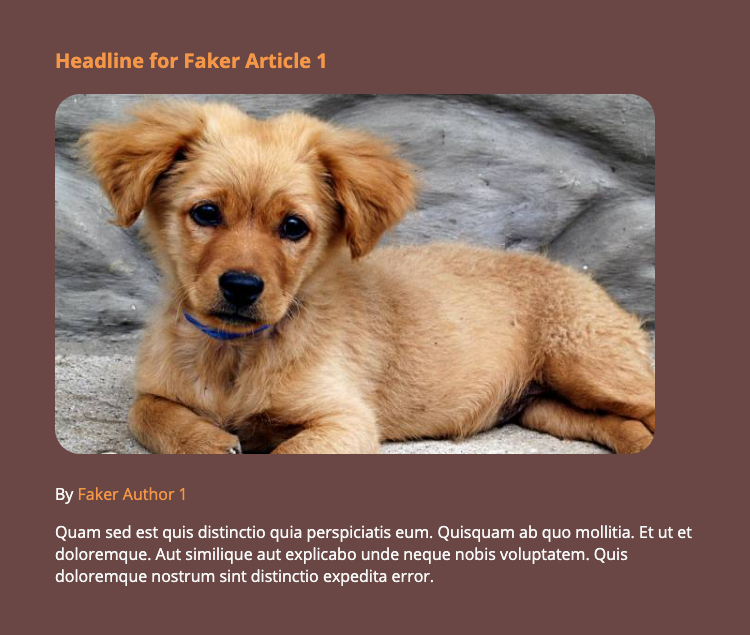 Headline for Faker Article 1
By Faker Author 1
Quam sed est quis distinctio quia perspiciatis eum. Quisquam ab quo mollitia. Et ut et
doloremque. Aut similique aut explicabo unde neque nobis voluptatem. Quis
doloremque nostrum sint distinctio expedita error.